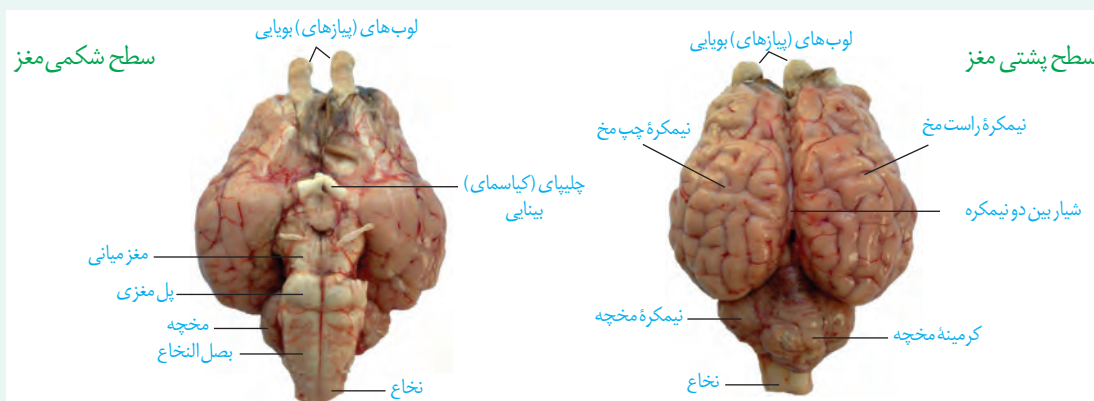 سطح پشتی مغز
لوب‌های (پیازهای) بویایی
نیمکرهٔ راست مخ
نیمکرهٔ چپ مخ
شیار بین دو نیمکره
نیمکرهٔ مخچه
کرمینهٔ مخچه
نخاع
سطح شکمی مغز
لوب‌های (پیازهای) بویایی
چلیپای (کیاسمای)
بینایی
مغز میانی
پل مغزی
مخچه
بصل النخاع
نخاع